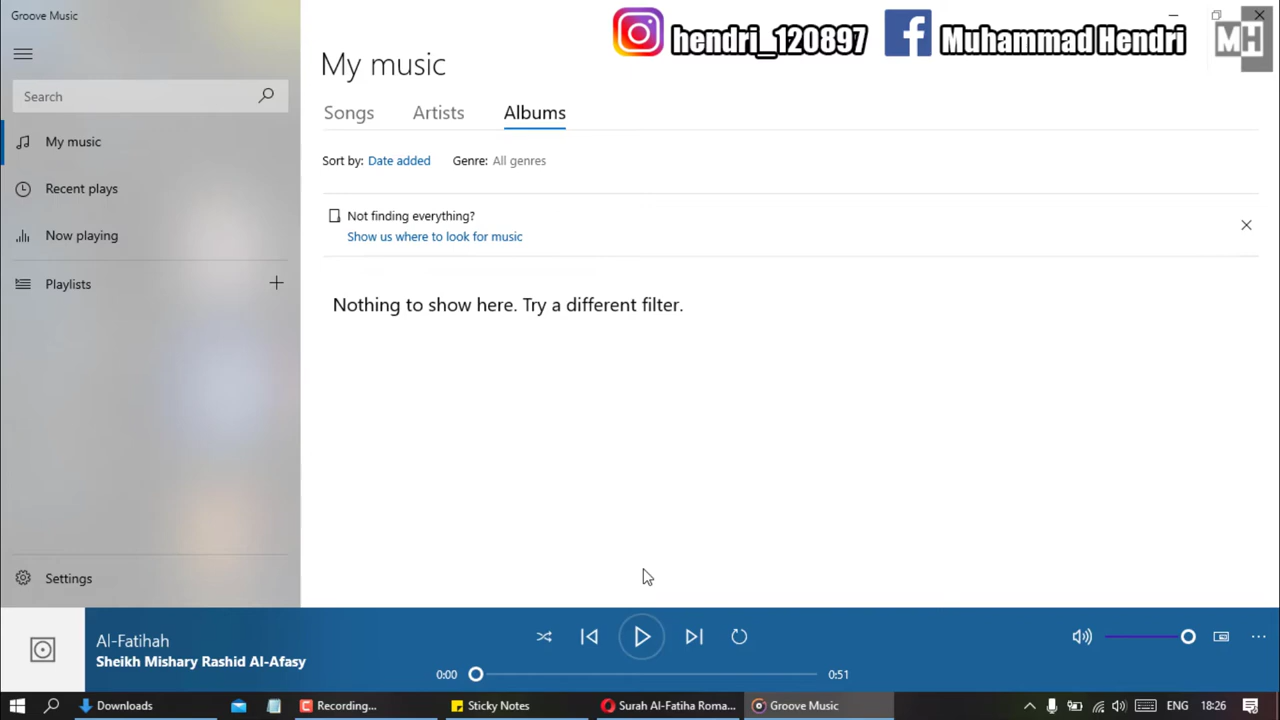 Groove Music
hendri_120897
Muhammad Hendri
MH
Search
My music
Recent plays
Now playing
Playlists
Settings
My music
Songs Artists Albums
Sort by: Date added Genre: All genres
Not finding everything?
Show us where to look for music
Nothing to show here. Try a different filter.
Al-Fatihah
Sheikh Mishary Rashid Al-Afasy
0:00 0:51
Downloads Recording... Sticky Notes Surah Al-Fatiha Roma... Groove Music ENG 18:26